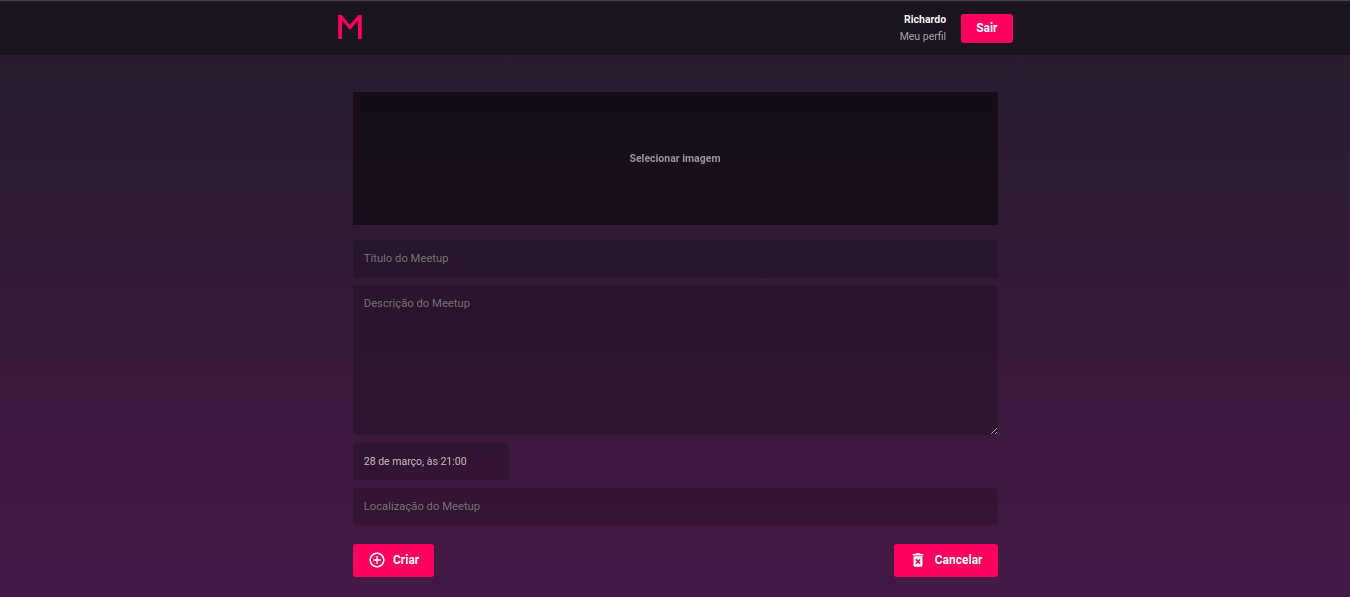 M
Richardo
Meu perfil
Sair
Selecionar imagem
Título do Meetup
Descrição do Meetup
28 de março, às 21:00
Localização do Meetup
Criar
Cancelar